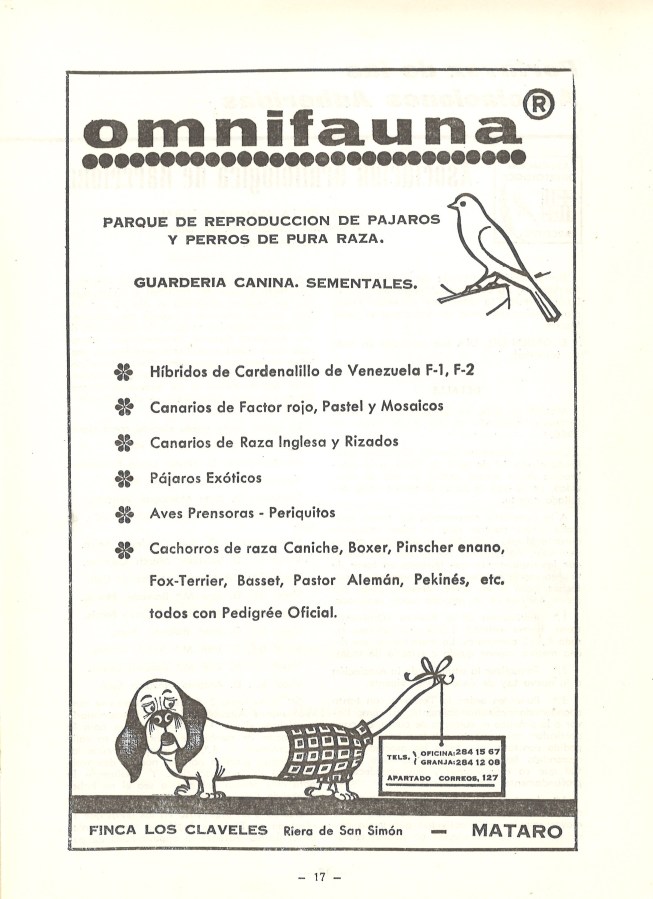 omnifauna ®
PARQUE DE REPRODUCCION DE PAJAROS
Y PERROS DE PURA RAZA.
GUARDERIA CANINA. SEMENTALES.
Híbridos de Cardenalillo de Venezuela F-1, F-2
Canarios de Factor rojo, Pastel y Mosaicos
Canarios de Raza Inglesa y Rizados
Pájaros Exóticos
Aves Prensoras - Periquitos
Cachorros de raza Caniche, Boxer, Pinscher enano,
Fox-Terrier, Basset, Pastor Alemán, Pekinés, etc.
todos con Pedigrée Oficial.
TELS. OFICINA: 284 15 67
GRANJA: 284 12 08
APARTADO CORREOS, 127
FINCA LOS CLAVELES Riera de San Simón — MATARO
– 17 –